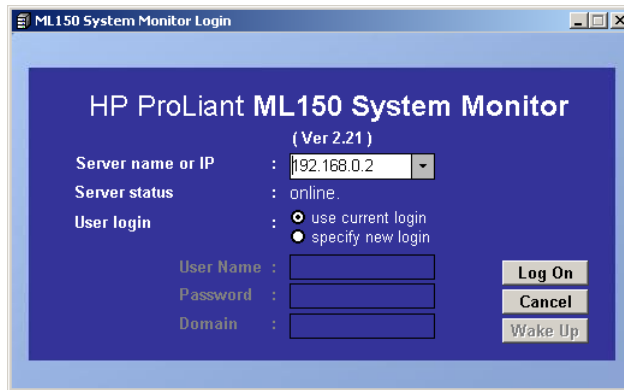 ML150 System Monitor Login
HP ProLiant ML150 System Monitor
( Ver 2.21 )
Server name or IP : 192.168.0.2
Server status : online.
User login : use current login
specify new login
User Name :
Password :
Domain :
Log On
Cancel
Wake Up